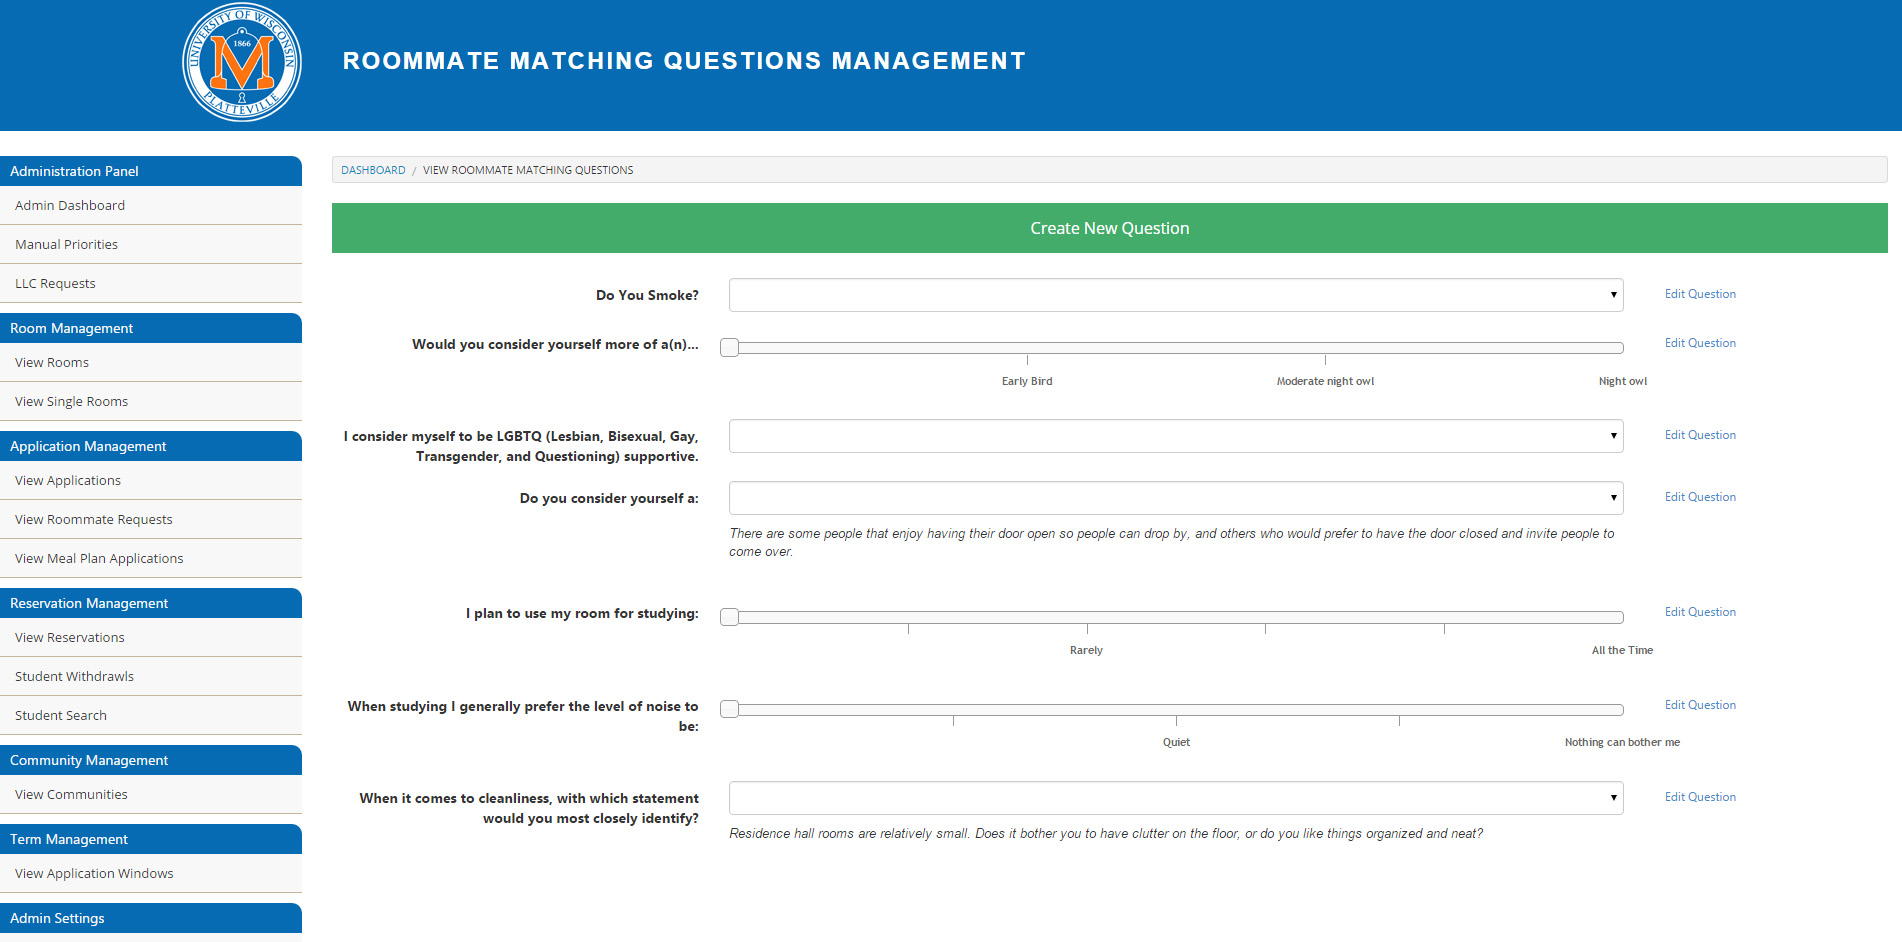 UNIVERSITY OF WISCONSIN
1866
M
PLATTEVILLE
ROOMMATE MATCHING QUESTIONS MANAGEMENT
Administration Panel
Admin Dashboard
Manual Priorities
LLC Requests
Room Management
View Rooms
View Single Rooms
Application Management
View Applications
View Roommate Requests
View Meal Plan Applications
Reservation Management
View Reservations
Student Withdrawls
Student Search
Community Management
View Communities
Term Management
View Application Windows
Admin Settings
DASHBOARD / VIEW ROOMMATE MATCHING QUESTIONS
Create New Question
Do You Smoke?
Edit Question
Would you consider yourself more of a(n)...
Edit Question
Early Bird
Moderate night owl
Night owl
I consider myself to be LGBTQ (Lesbian, Bisexual, Gay,
Transgender, and Questioning) supportive.
Edit Question
Do you consider yourself a:
Edit Question
There are some people that enjoy having their door open so people can drop by, and others who would prefer to have the door closed and invite people to
come over.
I plan to use my room for studying:
Edit Question
Rarely
All the Time
When studying I generally prefer the level of noise to
be:
Edit Question
Quiet
Nothing can bother me
When it comes to cleanliness, with which statement
would you most closely identify?
Edit Question
Residence hall rooms are relatively small. Does it bother you to have clutter on the floor, or do you like things organized and neat?